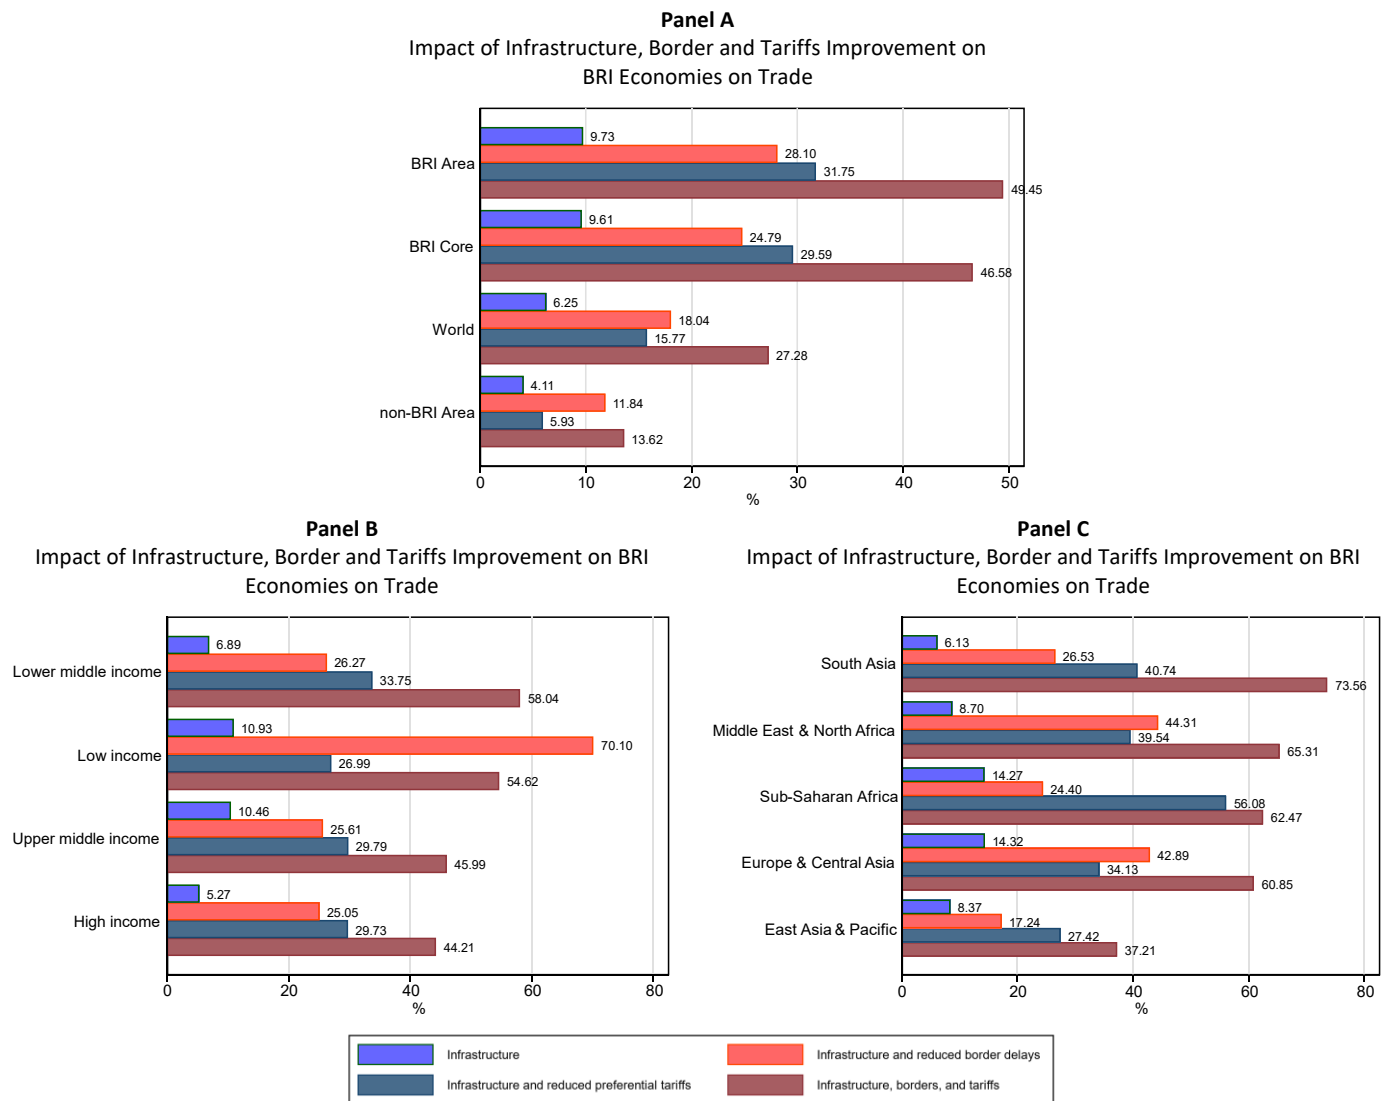 Panel A
Impact of Infrastructure, Border and Tariffs Improvement on
BRI Economies on Trade
BRI Area
9.73
28.10
31.75
49.45
BRI Core
9.61
24.79
29.59
46.58
World
6.25
18.04
15.77
27.28
non-BRI Area
4.11
11.84
5.93
13.62
0 10 20 30 40 50
%
Panel B
Impact of Infrastructure, Border and Tariffs Improvement on BRI
Economies on Trade
Lower middle income
6.89
26.27
33.75
58.04
Low income
10.93
70.10
26.99
54.62
Upper middle income
10.46
25.61
29.79
45.99
High income
5.27
25.05
29.73
44.21
0 20 40 60 80
%
Panel C
Impact of Infrastructure, Border and Tariffs Improvement on BRI
Economies on Trade
South Asia
6.13
26.53
40.74
73.56
Middle East & North Africa
8.70
44.31
39.54
65.31
Sub-Saharan Africa
14.27
24.40
56.08
62.47
Europe & Central Asia
14.32
42.89
34.13
60.85
East Asia & Pacific
8.37
17.24
27.42
37.21
0 20 40 60 80
%
Infrastructure
Infrastructure and reduced border delays
Infrastructure and reduced preferential tariffs
Infrastructure, borders, and tariffs